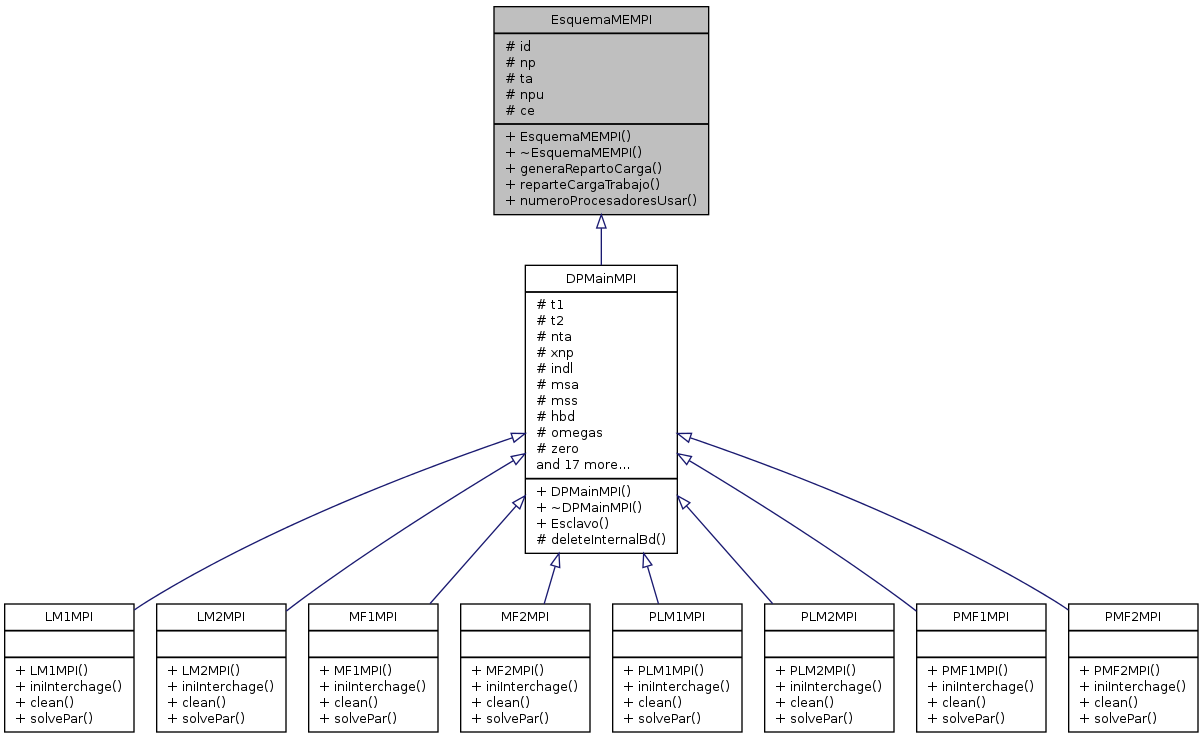 EsquemaMEMPI
# id
# np
# ta
# npu
# ce
+ EsquemaMEMPI()
+ ~EsquemaMEMPI()
+ generaRepartoCarga()
+ reparteCargaTrabajo()
+ numeroProcesadoresUsar()
DPMainMPI
# t1
# t2
# nta
# xnp
# indl
# msa
# mss
# hbd
# omegas
# zero
and 17 more...
+ DPMainMPI()
+ ~DPMainMPI()
+ Esclavo()
# deleteInternalBd()
LM1MPI
+ LM1MPI()
+ iniInterchage()
+ clean()
+ solvePar()
LM2MPI
+ LM2MPI()
+ iniInterchage()
+ clean()
+ solvePar()
MF1MPI
+ MF1MPI()
+ iniInterchage()
+ clean()
+ solvePar()
MF2MPI
+ MF2MPI()
+ iniInterchage()
+ clean()
+ solvePar()
PLM1MPI
+ PLM1MPI()
+ iniInterchage()
+ clean()
+ solvePar()
PLM2MPI
+ PLM2MPI()
+ iniInterchage()
+ clean()
+ solvePar()
PMF1MPI
+ PMF1MPI()
+ iniInterchage()
+ clean()
+ solvePar()
PMF2MPI
+ PMF2MPI()
+ iniInterchage()
+ clean()
+ solvePar()